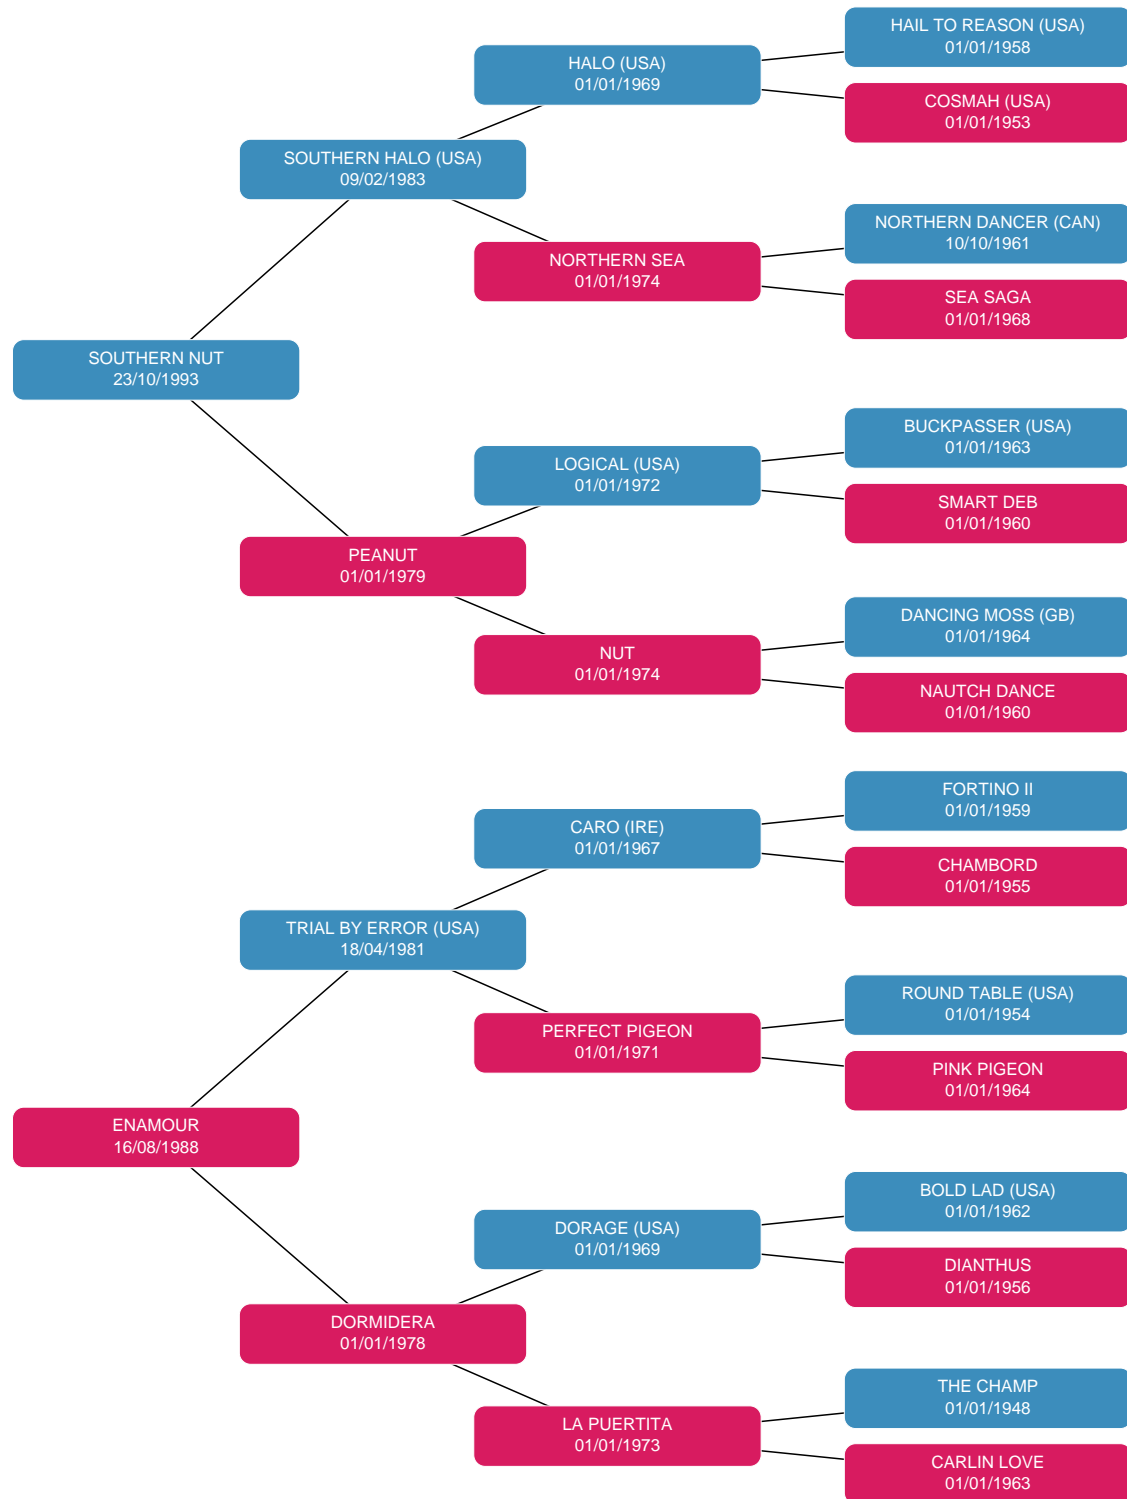 HAIL TO REASON (USA)
01/01/1958
HALO (USA)
01/01/1969
COSMAH (USA)
01/01/1953
SOUTHERN HALO (USA)
09/02/1983
NORTHERN DANCER (CAN)
10/10/1961
NORTHERN SEA
01/01/1974
SEA SAGA
01/01/1968
SOUTHERN NUT
23/10/1993
BUCKPASSER (USA)
01/01/1963
LOGICAL (USA)
01/01/1972
SMART DEB
01/01/1960
PEANUT
01/01/1979
DANCING MOSS (GB)
01/01/1964
NUT
01/01/1974
NAUTCH DANCE
01/01/1960
FORTINO II
01/01/1959
CARO (IRE)
01/01/1967
CHAMBORD
01/01/1955
TRIAL BY ERROR (USA)
18/04/1981
ROUND TABLE (USA)
01/01/1954
PERFECT PIGEON
01/01/1971
PINK PIGEON
01/01/1964
ENAMOUR
16/08/1988
BOLD LAD (USA)
01/01/1962
DORAGE (USA)
01/01/1969
DIANTHUS
01/01/1956
DORMIDERA
01/01/1978
THE CHAMP
01/01/1948
LA PUERTITA
01/01/1973
CARLIN LOVE
01/01/1963